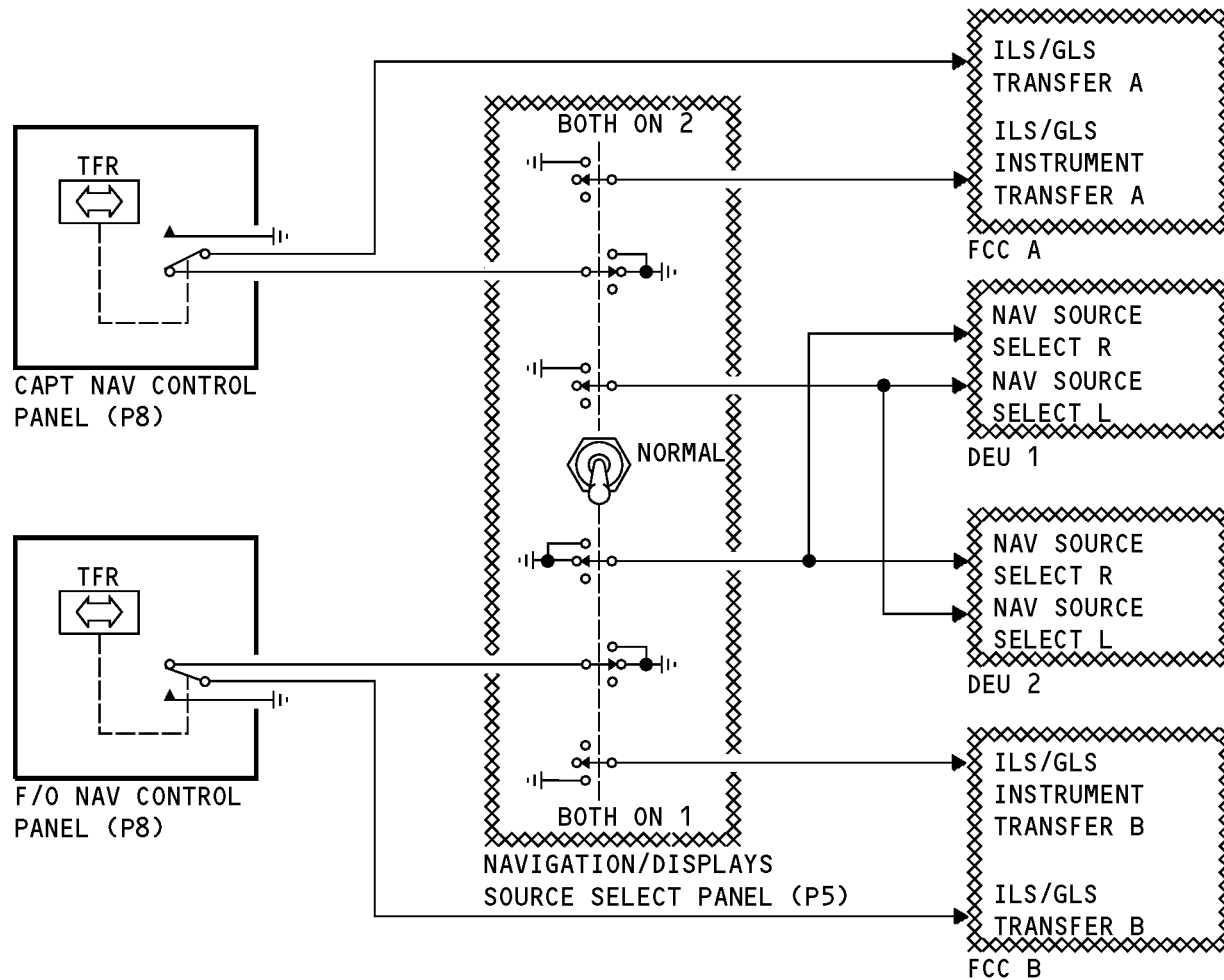 ILS/GLS
TRANSFER A
ILS/GLS
INSTRUMENT
TRANSFER A
FCC A
BOTH ON 2
TFR
CAPT NAV CONTROL
PANEL (P8)
NAV SOURCE
SELECT R
NAV SOURCE
SELECT L
DEU 1
NORMAL
NAV SOURCE
SELECT R
NAV SOURCE
SELECT L
DEU 2
TFR
F/O NAV CONTROL
PANEL (P8)
ILS/GLS
INSTRUMENT
TRANSFER B
BOTH ON 1
NAVIGATION/DISPLAYS
SOURCE SELECT PANEL (P5)
ILS/GLS
TRANSFER B
FCC B